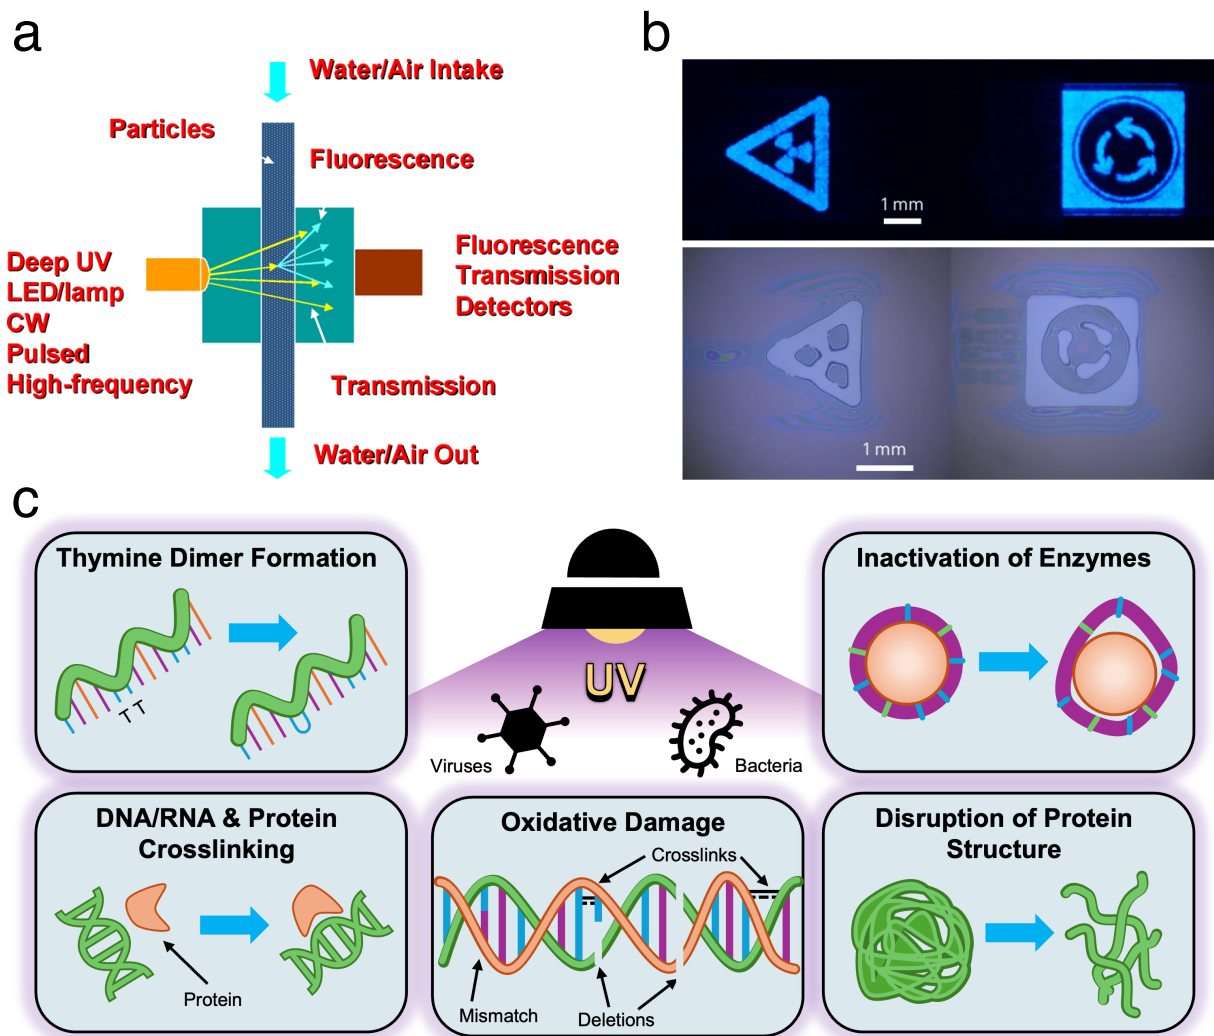 a
Water/Air Intake
Particles
Fluorescence
Deep UV
LED/lamp
CW
Pulsed
High-frequency
Fluorescence
Transmission
Detectors
Transmission
Water/Air Out
b
1 mm
1 mm
c
Thymine Dimer Formation
T T
UV
Viruses
Bacteria
Inactivation of Enzymes
DNA/RNA & Protein
Crosslinking
Protein
Oxidative Damage
Crosslinks
Mismatch
Deletions
Disruption of Protein
Structure